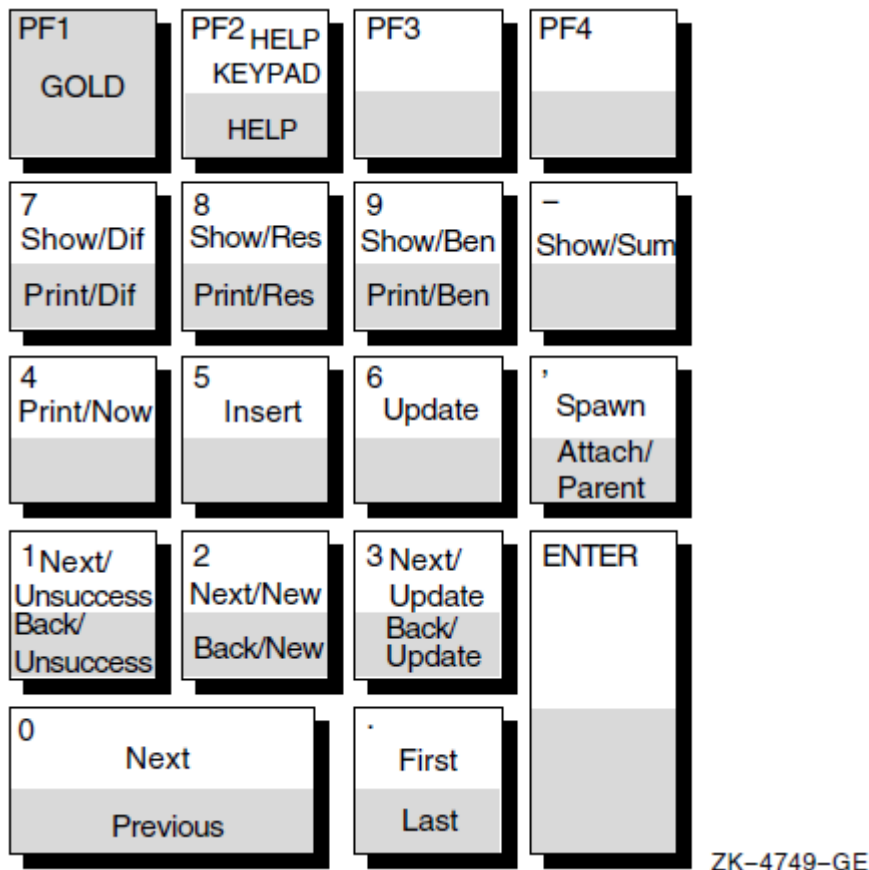 PF1
GOLD
PF2 HELP
KEYPAD
HELP
PF3
PF4
7
Show/Dif
Print/Dif
8
Show/Res
Print/Res
9
Show/Ben
Print/Ben
–
Show/Sum
4
Print/Now
5
Insert
6
Update
,
Spawn
Attach/
Parent
1 Next/
Unsuccess
Back/
Unsuccess
2
Next/New
Back/New
3 Next/
Update
Back/
Update
ENTER
0
Next
Previous
.
First
Last
ZK–4749–GE